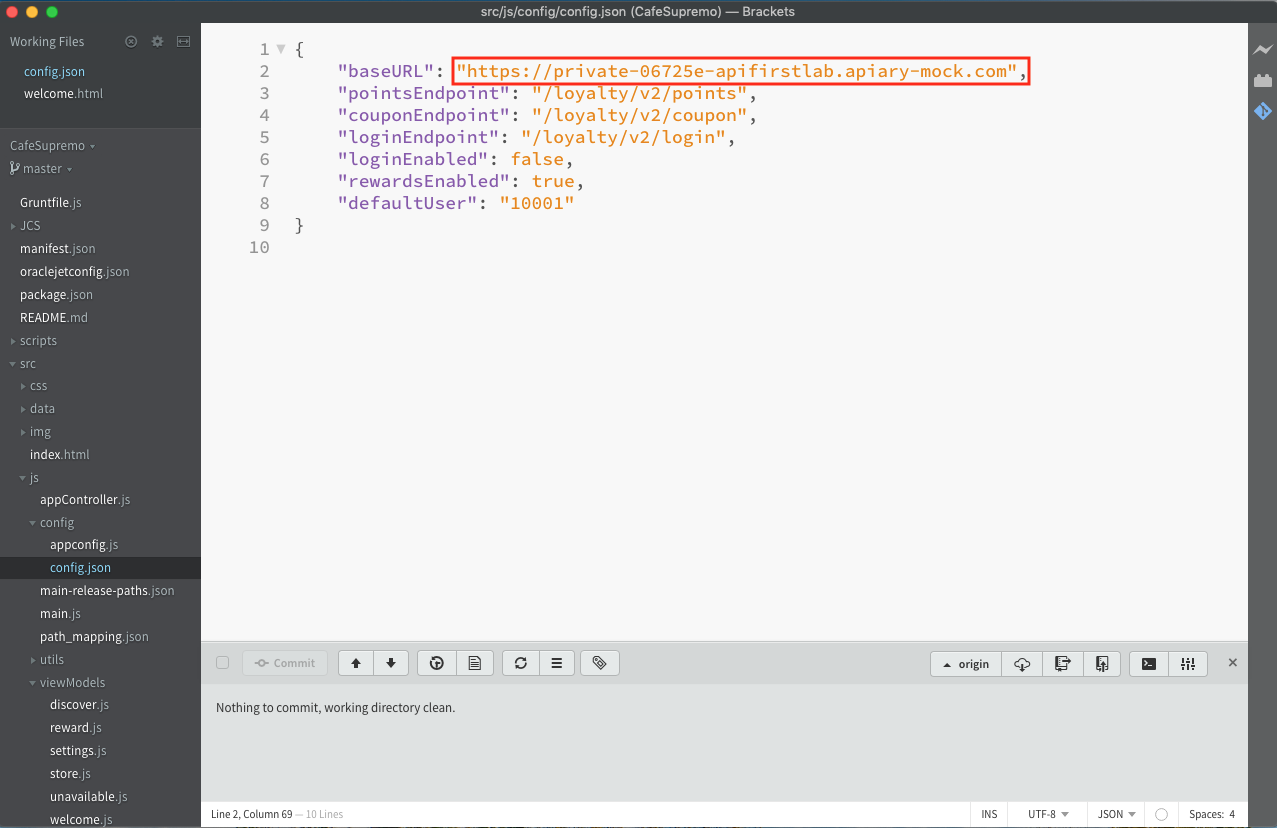 src/js/config/config.json (CafeSupremo) — Brackets
Working Files
config.json
welcome.html
CafeSupremo
master
Gruntfile.js
JCS
manifest.json
oraclejetconfig.json
package.json
README.md
scripts
src
css
data
img
index.html
js
appController.js
config
appconfig.js
config.json
main-release-paths.json
main.js
path_mapping.json
utils
viewModels
discover.js
reward.js
settings.js
store.js
unavailable.js
welcome.js
1 {
2 "baseURL": "https://private-06725e-apifirstlab.apiary-mock.com",
3 "pointsEndpoint": "/loyalty/v2/points",
4 "couponEndpoint": "/loyalty/v2/coupon",
5 "loginEndpoint": "/loyalty/v2/login",
6 "loginEnabled": false,
7 "rewardsEnabled": true,
8 "defaultUser": "10001"
9 }
10
Commit
origin
Nothing to commit, working directory clean.
Line 2, Column 69 — 10 Lines
INS UTF-8 JSON Spaces: 4